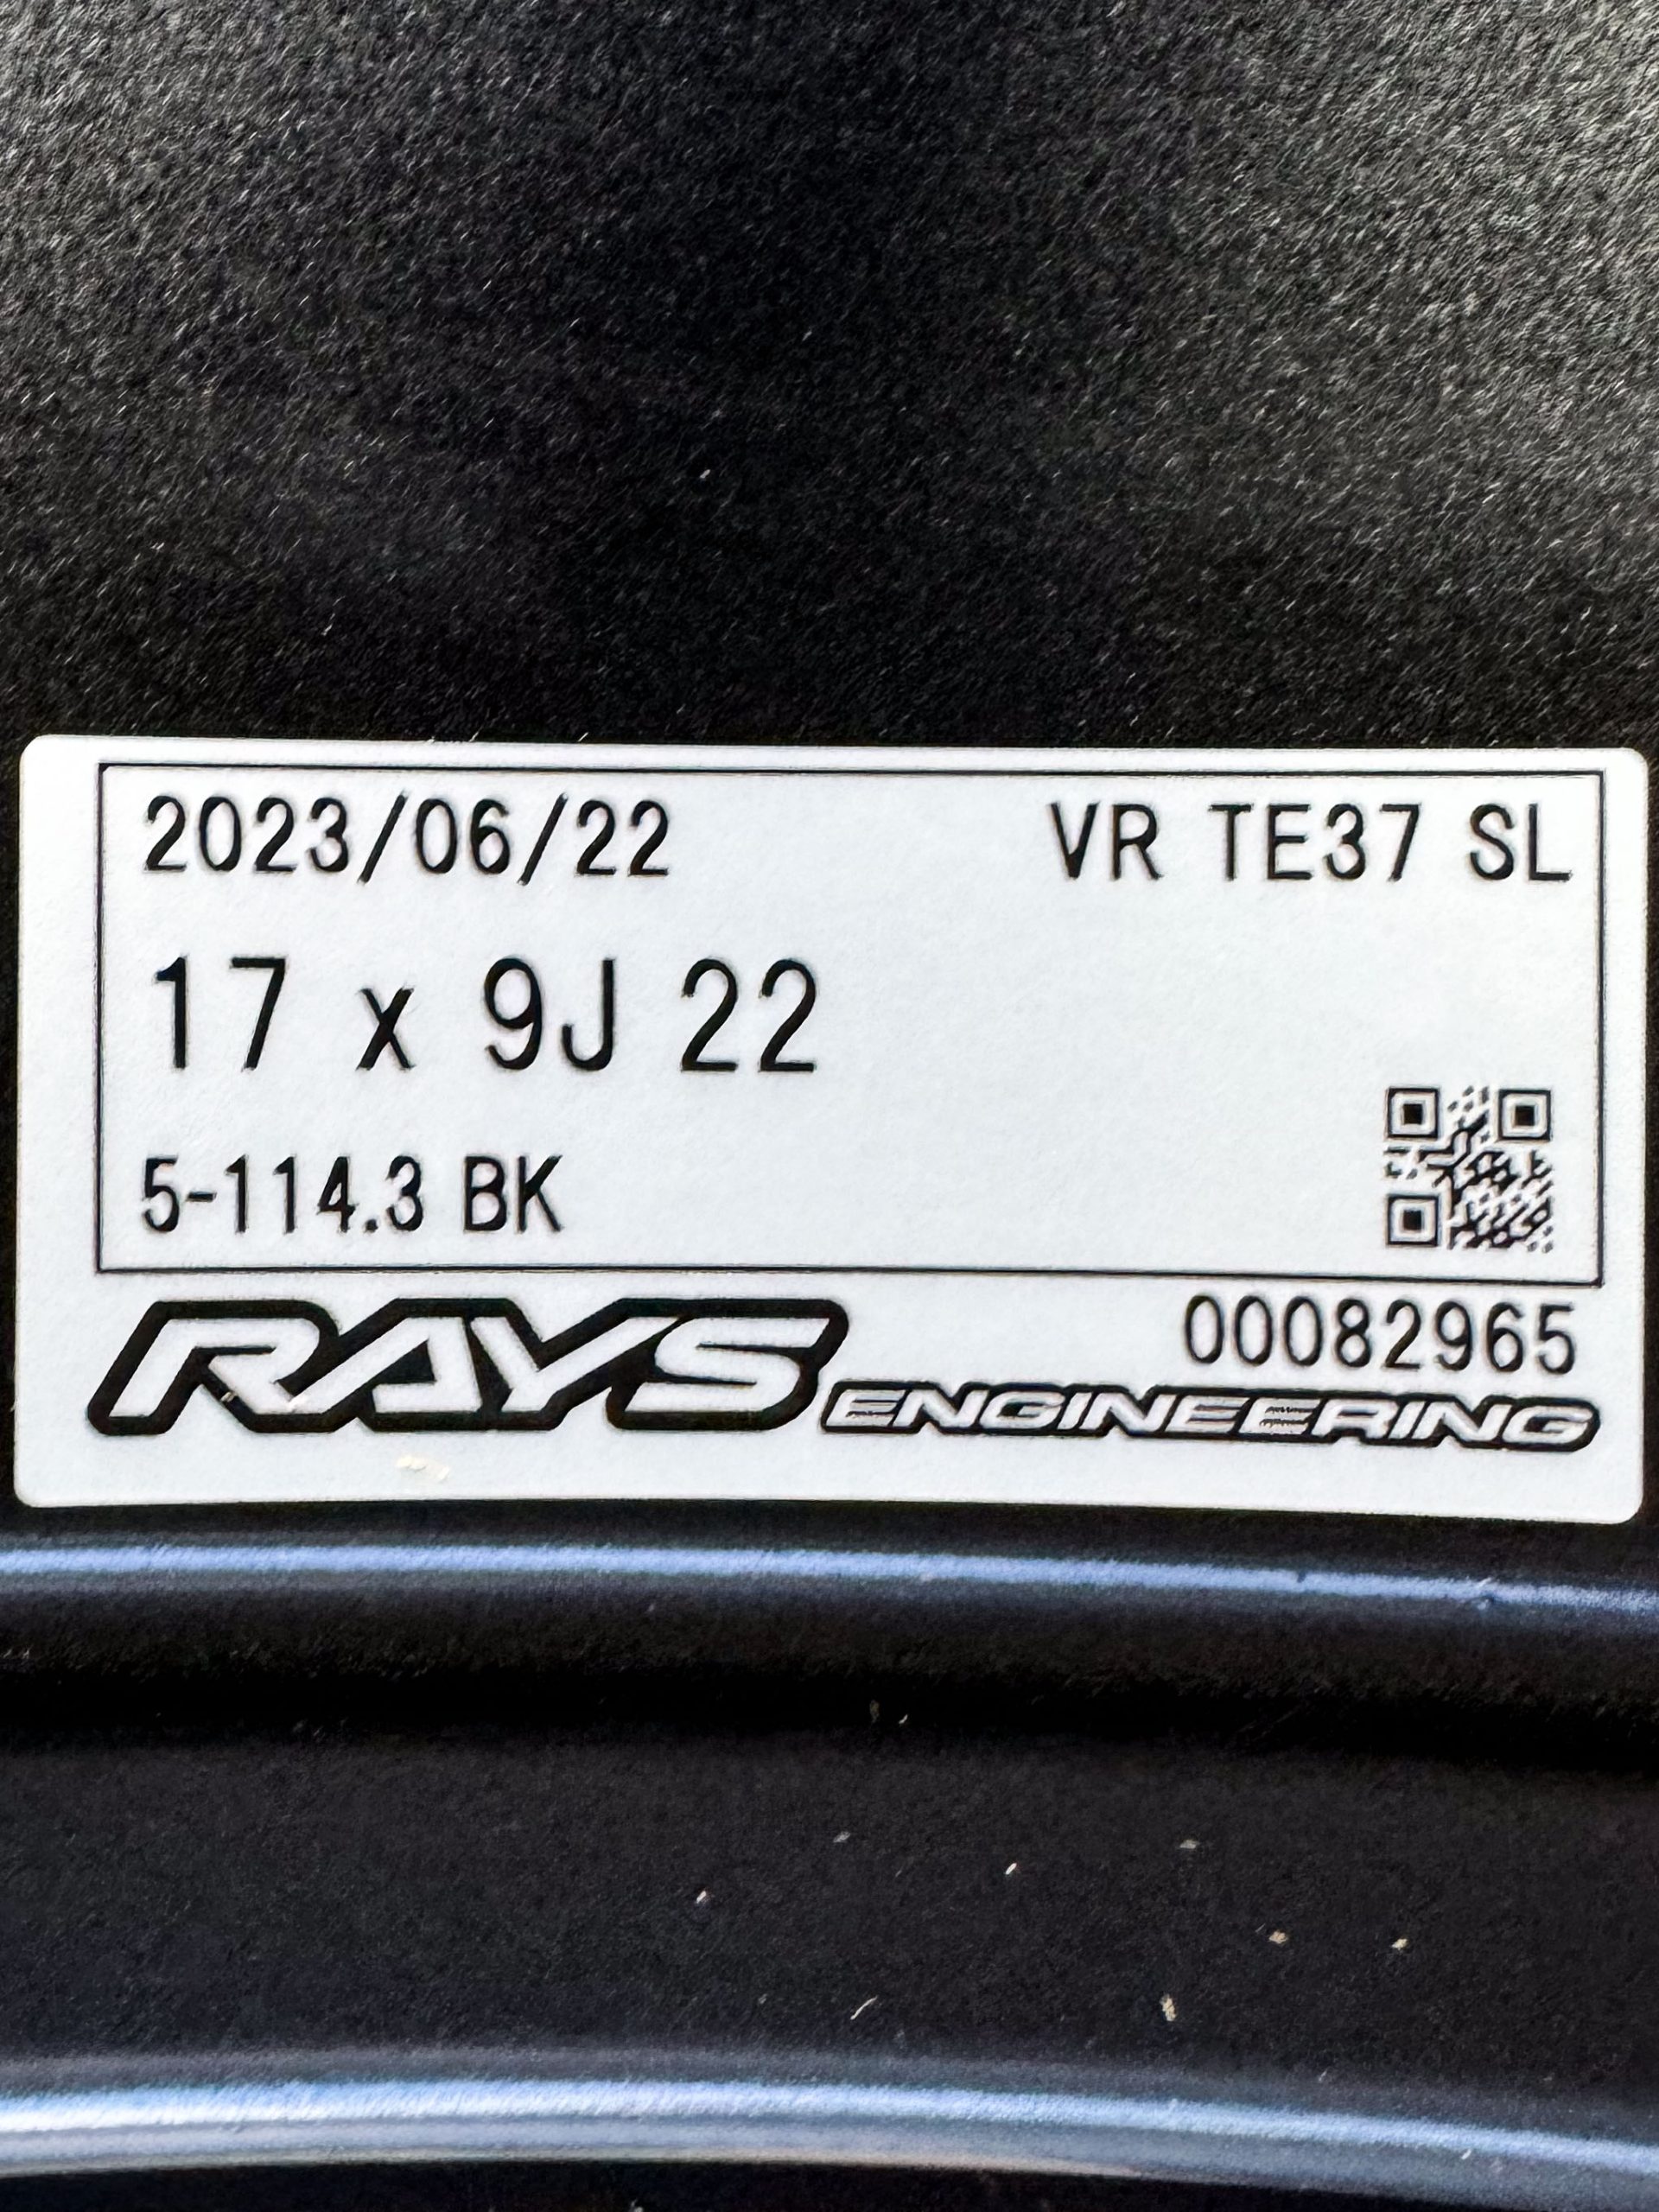 2023/06/22 VR TE37 SL
17 x 9J 22
5-114.3 BK
00082965
RAYS ENGINEERING